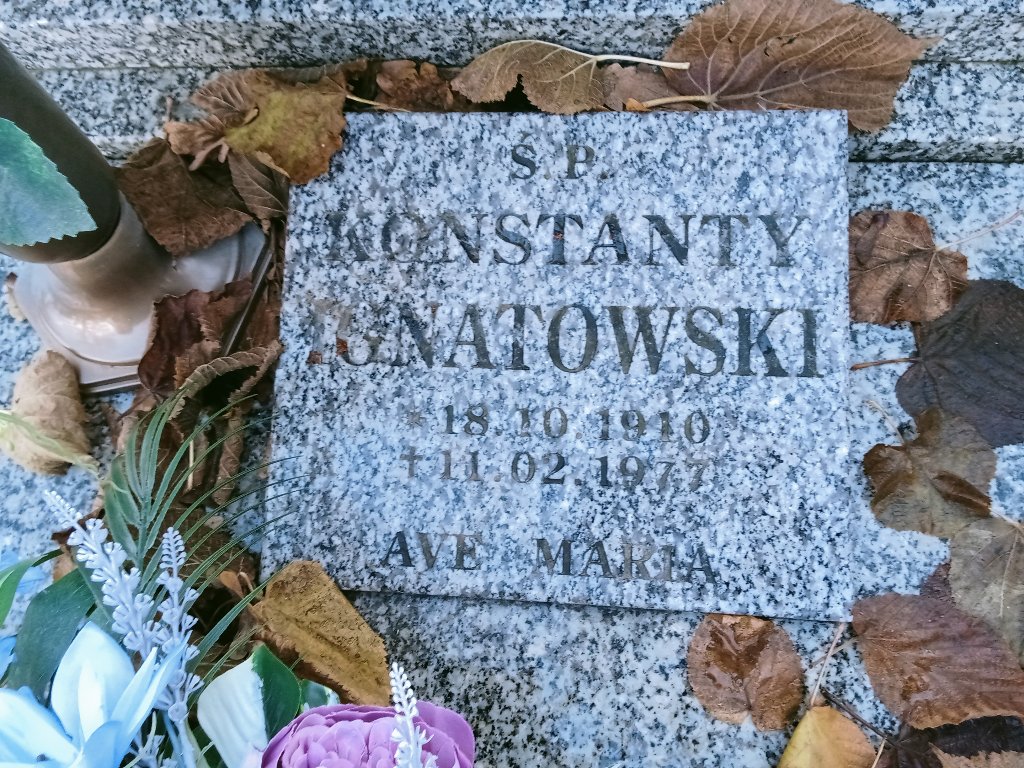 Ś.P.
KONSTANTY
IGNATOWSKI
* 18.10.1910
† 11.02.1977
AVE MARIA